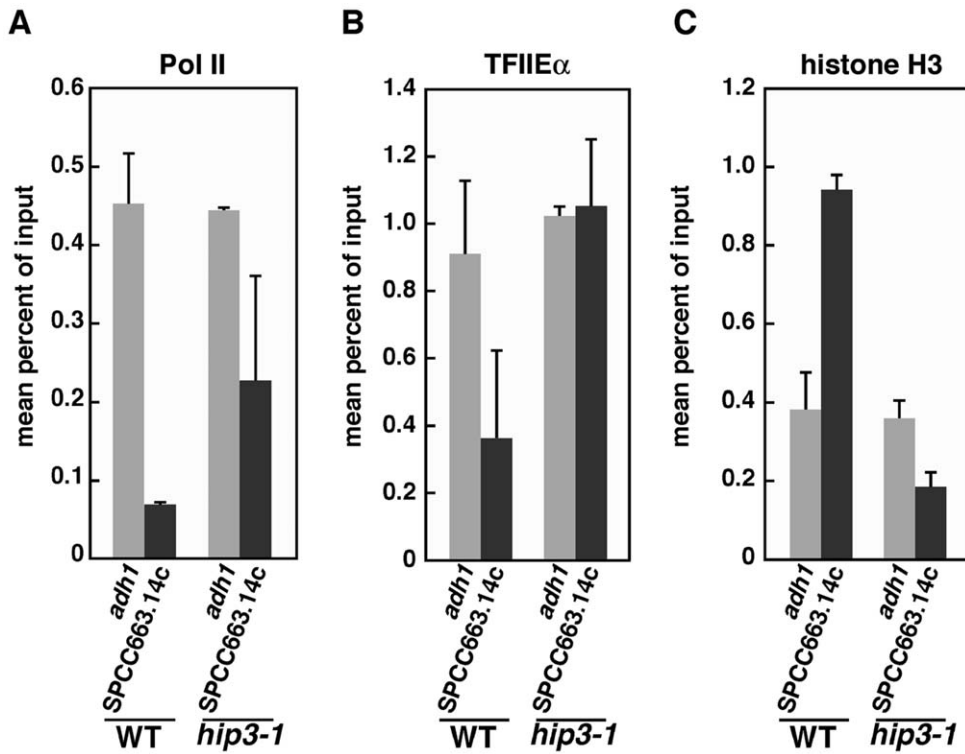 A
Pol II
mean percent of input
0.6
0.5
0.4
0.3
0.2
0.1
0
adh1
SPCC663.14c
adh1
SPCC663.14c
WT
hip3-1
B
TFIIEα
mean percent of input
1.4
1.2
1.0
0.8
0.6
0.4
0.2
0
adh1
SPCC663.14c
adh1
SPCC663.14c
WT
hip3-1
C
histone H3
mean percent of input
1.2
1.0
0.8
0.6
0.4
0.2
0
adh1
SPCC663.14c
adh1
SPCC663.14c
WT
hip3-1